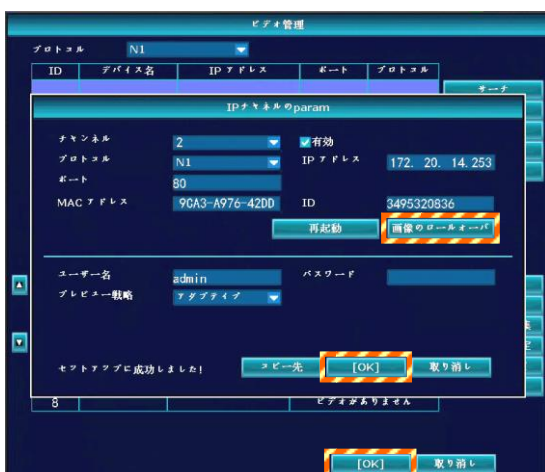 ビデオ管理
プロトコル N1
ID デバイス名 IPアドレス ポート プロトコル
サーチ
IPチャネルのparam
チャンネル 2 有効
プロトコル N1 IPアドレス 172. 20. 14.253
ポート 80
MACアドレス 9CA3-A976-42DD ID 3495320836
再起動 画像のロールオーバ
ユーザー名 admin パスワード
プレビュー戦略 アダプティブ
セットアップに成功しました! コピー先 [OK] 取り消し
8 ビデオがありません
[OK] 取り消し